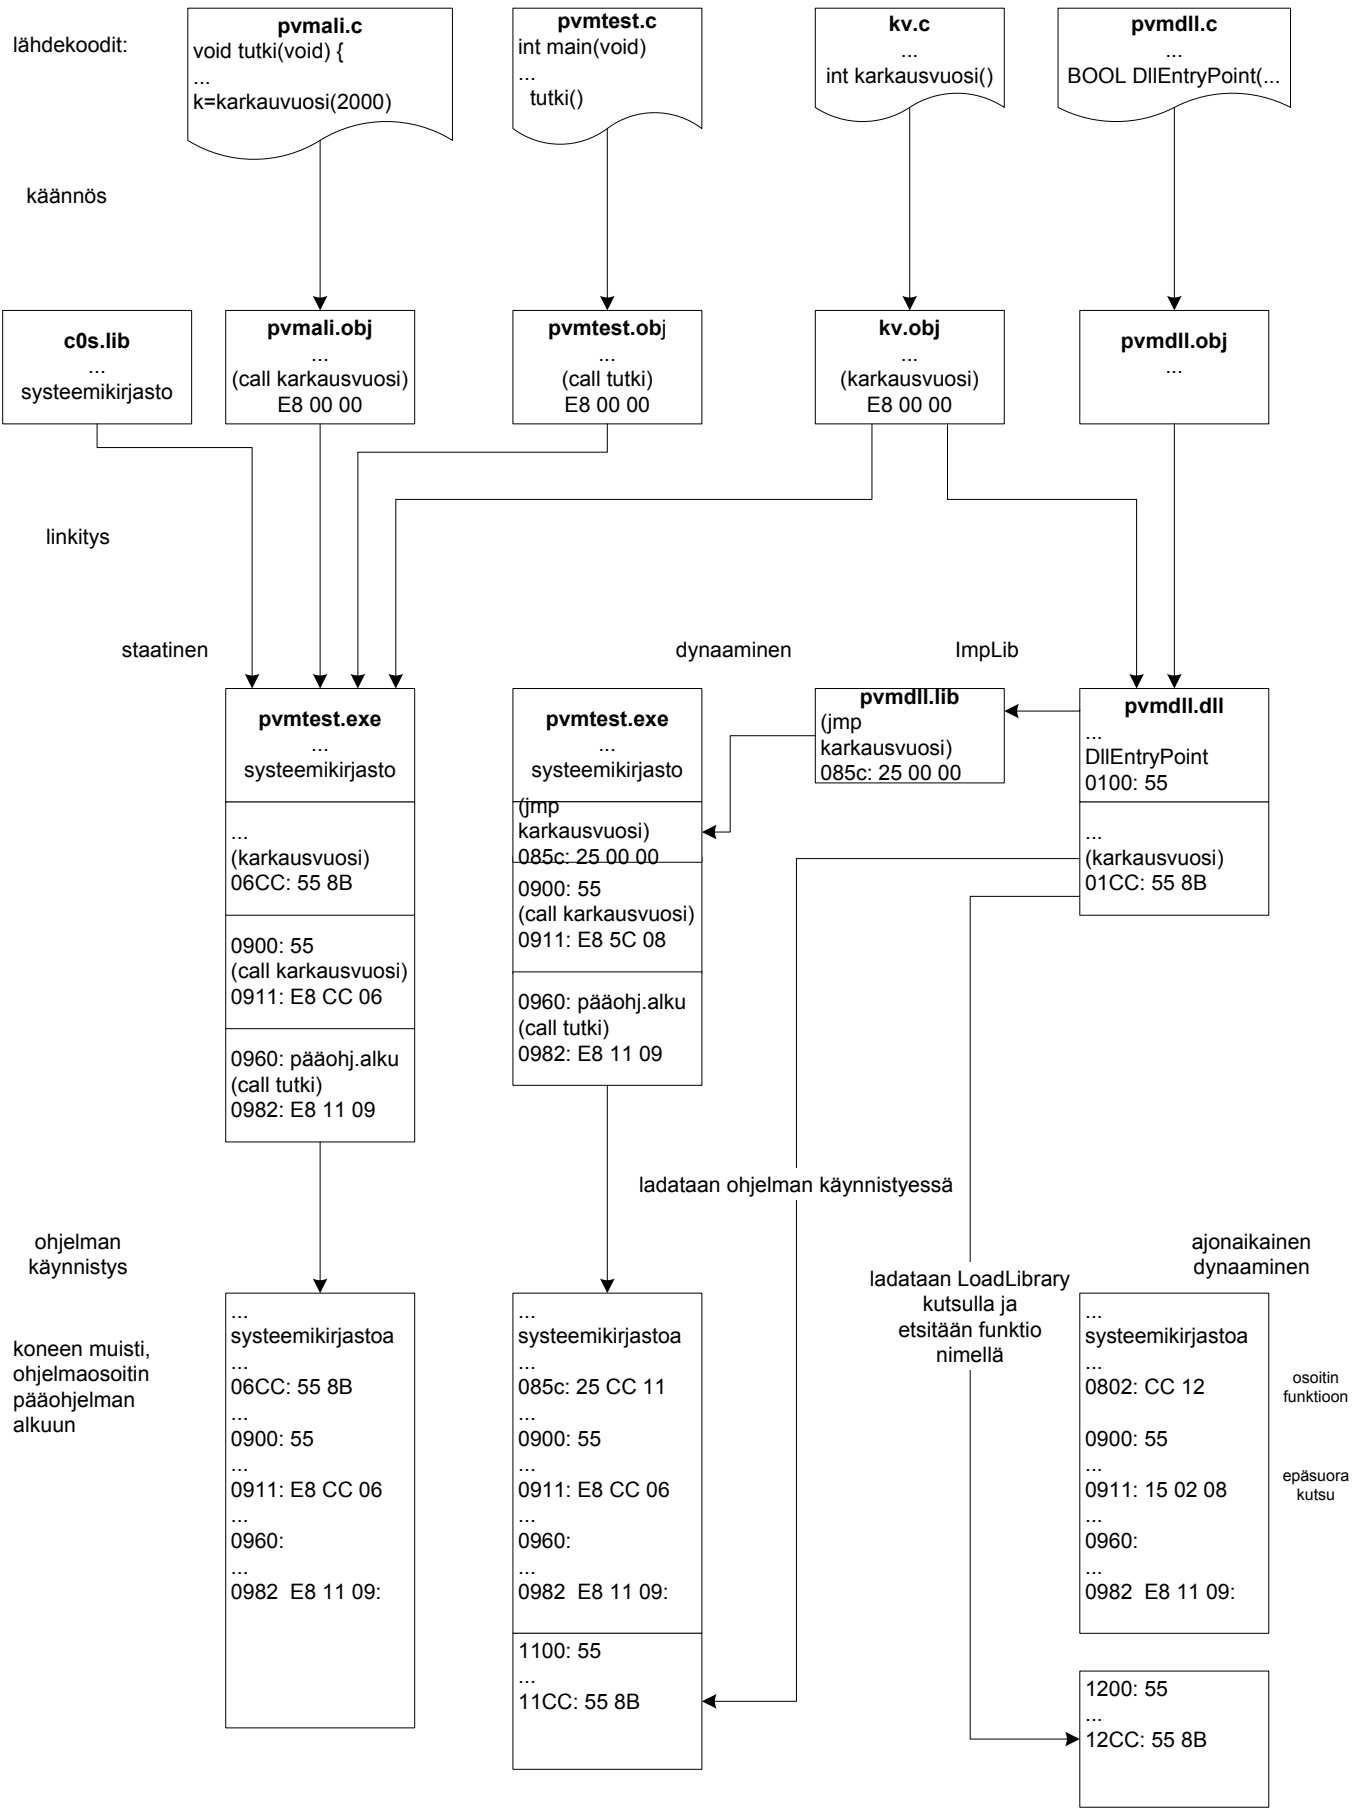 lähdekoodit:
pvmali.c
void tutki(void) {
...
k=karkauvuosi(2000)
pvmtest.c
int main(void)
...
tutki()
kv.c
...
int karkausvuosi()
pvmdll.c
...
BOOL DllEntryPoint(...
käännös
c0s.lib
...
systeemikirjasto
pvmali.obj
...
(call karkausvuosi)
E8 00 00
pvmtest.obj
...
(call tutki)
E8 00 00
kv.obj
...
(karkausvuosi)
E8 00 00
pvmdll.obj
...
linkitys
staatinen
dynaaminen
ImpLib
pvmtest.exe
...
systeemikirjasto
...
(karkausvuosi)
06CC: 55 8B
0900: 55
(call karkausvuosi)
0911: E8 CC 06
0960: pääohj.alku
(call tutki)
0982: E8 11 09
pvmtest.exe
...
systeemikirjasto
(jmp
karkausvuosi)
085c: 25 00 00
0900: 55
(call karkausvuosi)
0911: E8 5C 08
0960: pääohj.alku
(call tutki)
0982: E8 11 09
pvmdll.lib
(jmp
karkausvuosi)
085c: 25 00 00
pvmdll.dll
...
DllEntryPoint
0100: 55
...
(karkausvuosi)
01CC: 55 8B
ladataan ohjelman käynnistyessä
ohjelman
käynnistys
ladataan LoadLibrary
kutsulla ja
etsitään funktio
nimellä
ajonaikainen
dynaaminen
koneen muisti,
ohjelmaosoitin
pääohjelman
alkuun
...
systeemikirjastoa
...
06CC: 55 8B
...
0900: 55
...
0911: E8 CC 06
...
0960:
...
0982  E8 11 09:
...
systeemikirjastoa
...
085c: 25 CC 11
...
0900: 55
...
0911: E8 CC 06
...
0960:
...
0982  E8 11 09:
1100: 55
...
11CC: 55 8B
...
systeemikirjastoa
...
0802: CC 12
0900: 55
...
0911: 15 02 08
...
0960:
...
0982  E8 11 09:
osoitin
funktioon
epäsuora
kutsu
1200: 55
...
12CC: 55 8B